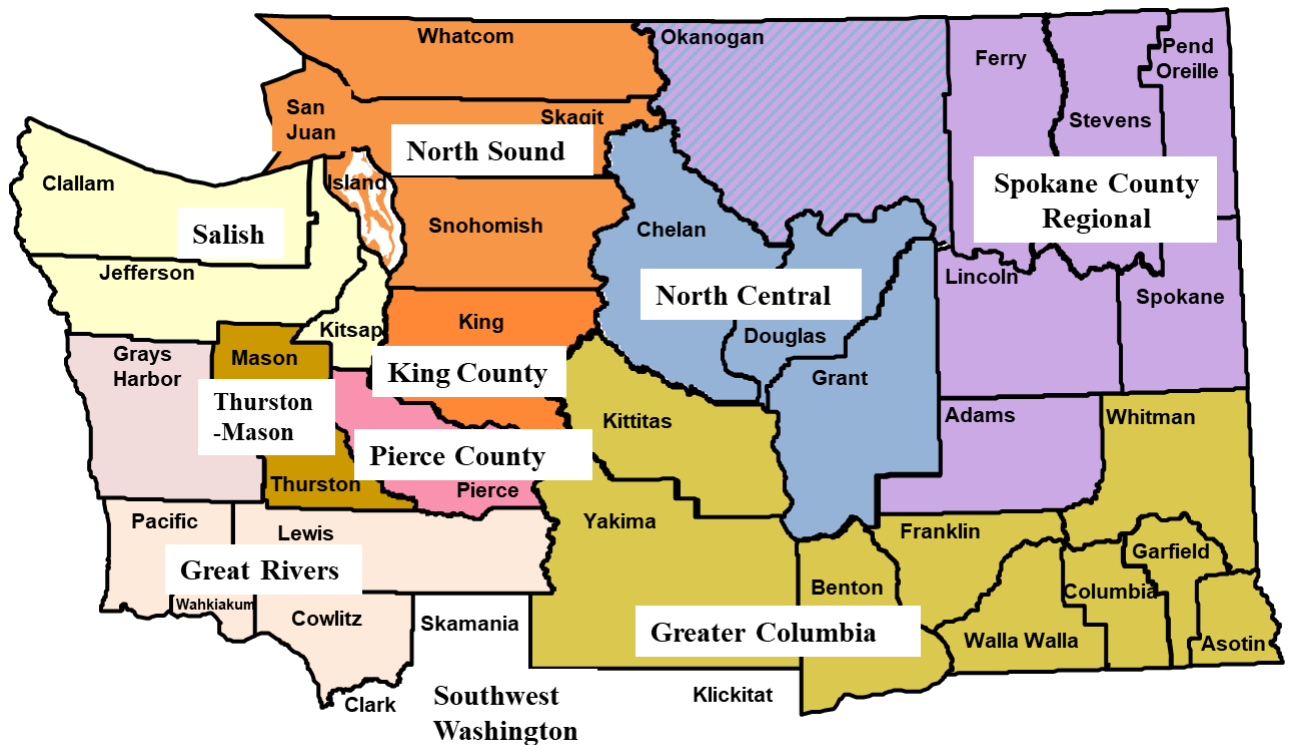 Whatcom
Okanogan
Ferry
Pend
Oreille
San
Juan
Skagit
Stevens
North Sound
Clallam
Island
Spokane County
Regional
Salish
Snohomish
Chelan
Jefferson
Lincoln
North Central
Spokane
Kitsap
King
Douglas
Grays
Harbor
Mason
King County
Grant
Thurston
-Mason
Kittitas
Adams
Whitman
Pierce County
Thurston
Pierce
Pacific
Lewis
Yakima
Franklin
Garfield
Great Rivers
Wahkiakum
Benton
Columbia
Cowlitz
Skamania
Greater Columbia
Walla Walla
Asotin
Clark
Southwest
Washington
Klickitat